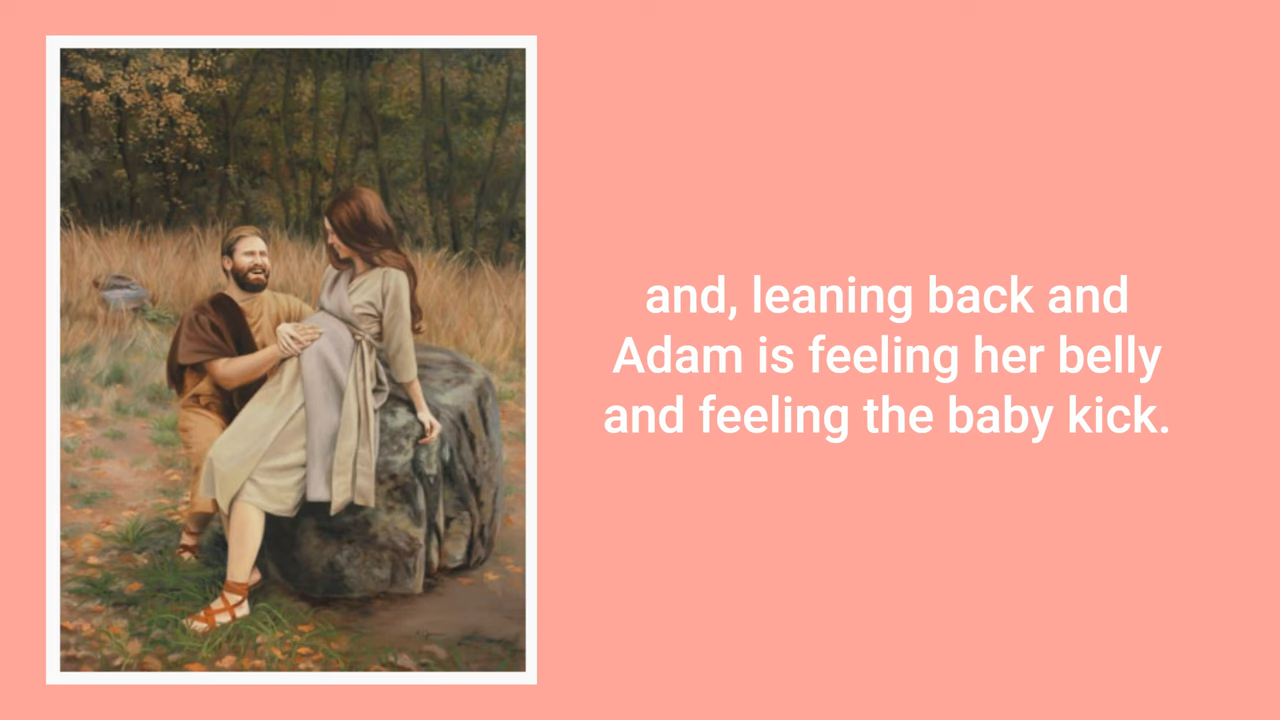 and, leaning back and
Adam is feeling her belly
and feeling the baby kick.